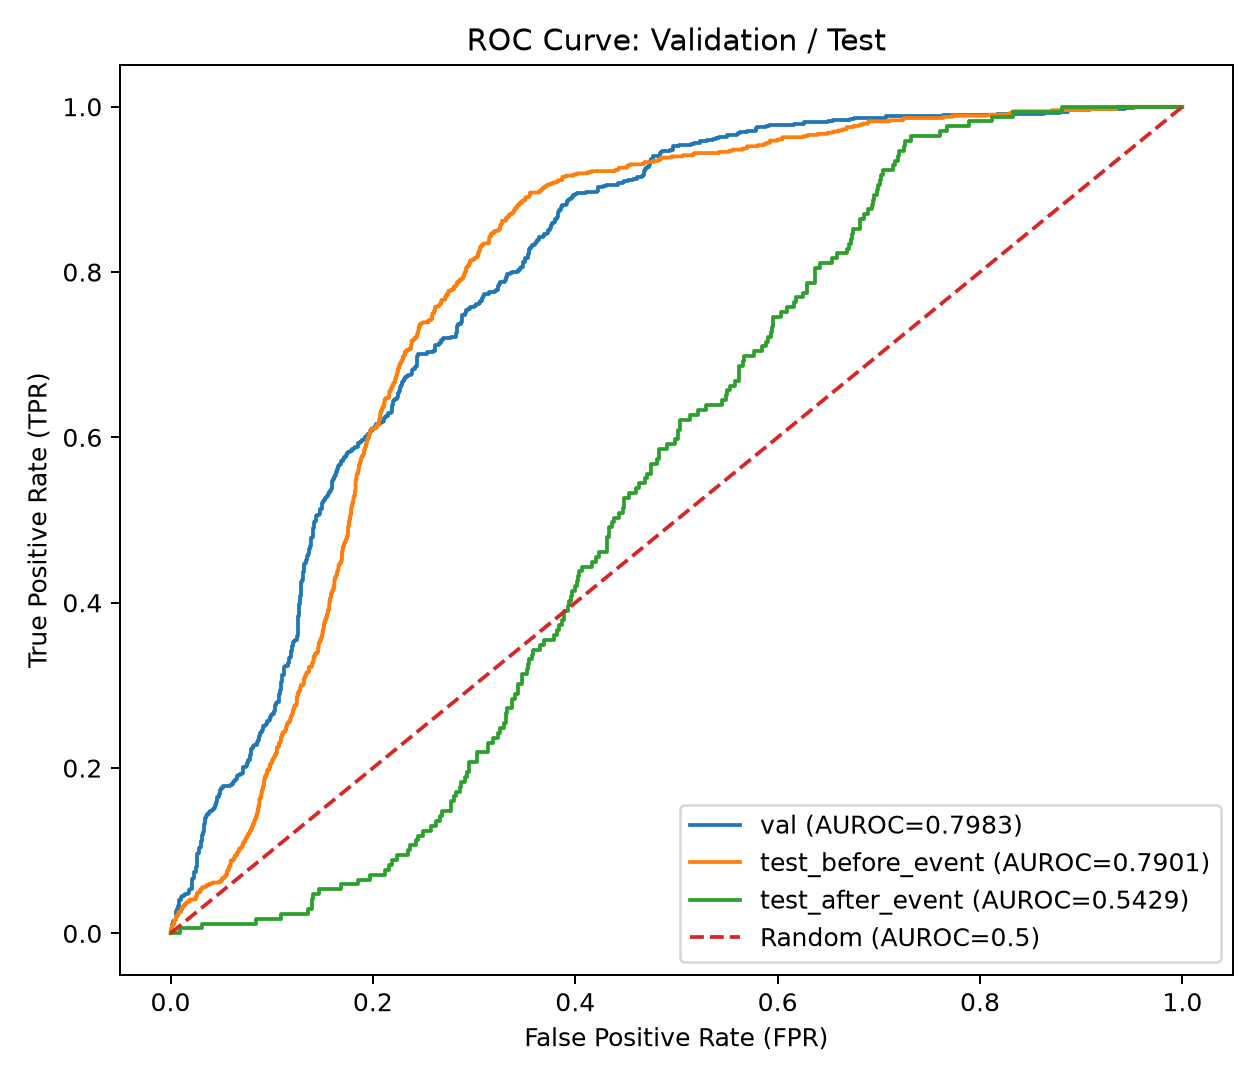 ROC Curve: Validation / Test
True Positive Rate (TPR)
1.0
0.8
0.6
0.4
0.2
0.0
val (AUROC=0.7983)
test_before_event (AUROC=0.7901)
test_after_event (AUROC=0.5429)
Random (AUROC=0.5)
0.0 0.2 0.4 0.6 0.8 1.0
False Positive Rate (FPR)